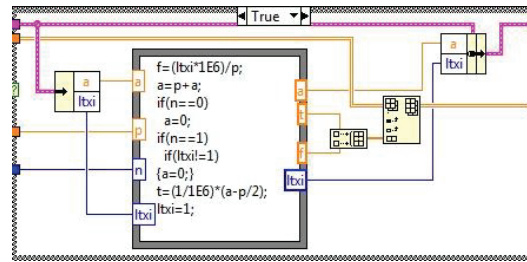 True
a
ltxi
a
ltxi
a
p
n
ltxi
f=(ltxi*1E6)/p;
a=p+a;
if(n==0)
a=0;
if(n==1)
if(ltxi!=1)
{a=0;}
t=(1/1E6)*(a-p/2);
ltxi=1;
a
t
f
ltxi